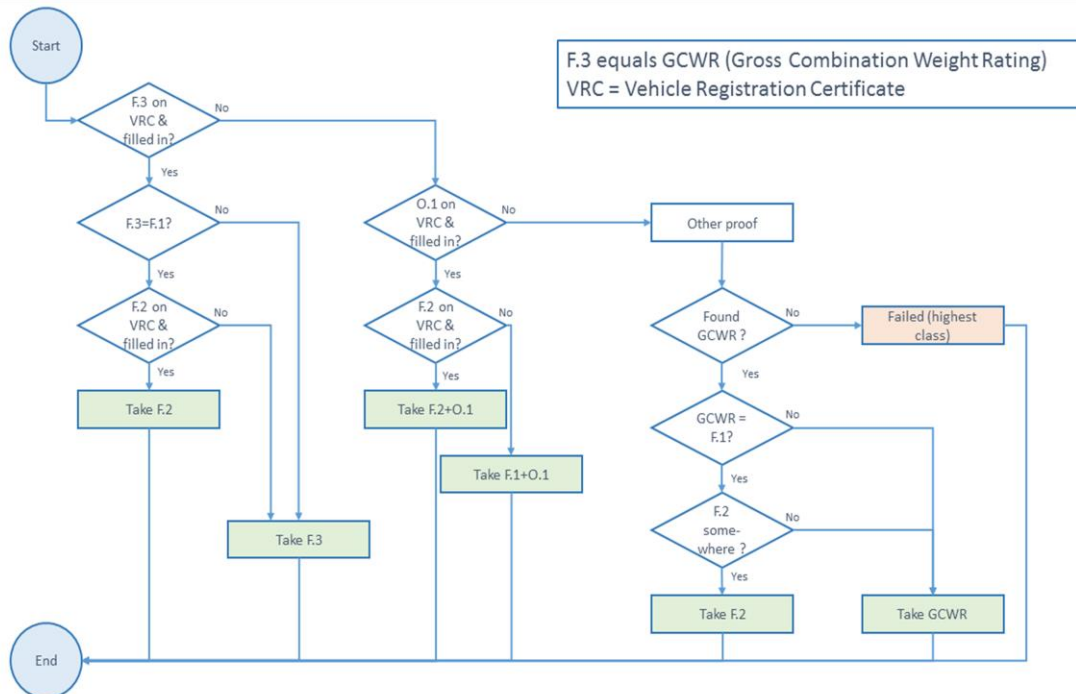 Start
F.3 equals GCWR (Gross Combination Weight Rating)
VRC = Vehicle Registration Certificate
F.3 on
VRC &
filled in?
No
Yes
F.3=F.1?
No
Yes
F.2 on
VRC &
filled in?
No
Yes
Take F.2
Take F.3
O.1 on
VRC &
filled in?
No
Yes
F.2 on
VRC &
filled in?
No
Yes
Take F.2+O.1
Take F.1+O.1
Other proof
Found
GCWR ?
No
Failed (highest
class)
Yes
GCWR =
F.1?
No
Yes
F.2
some-
where ?
No
Yes
Take F.2
Take GCWR
End